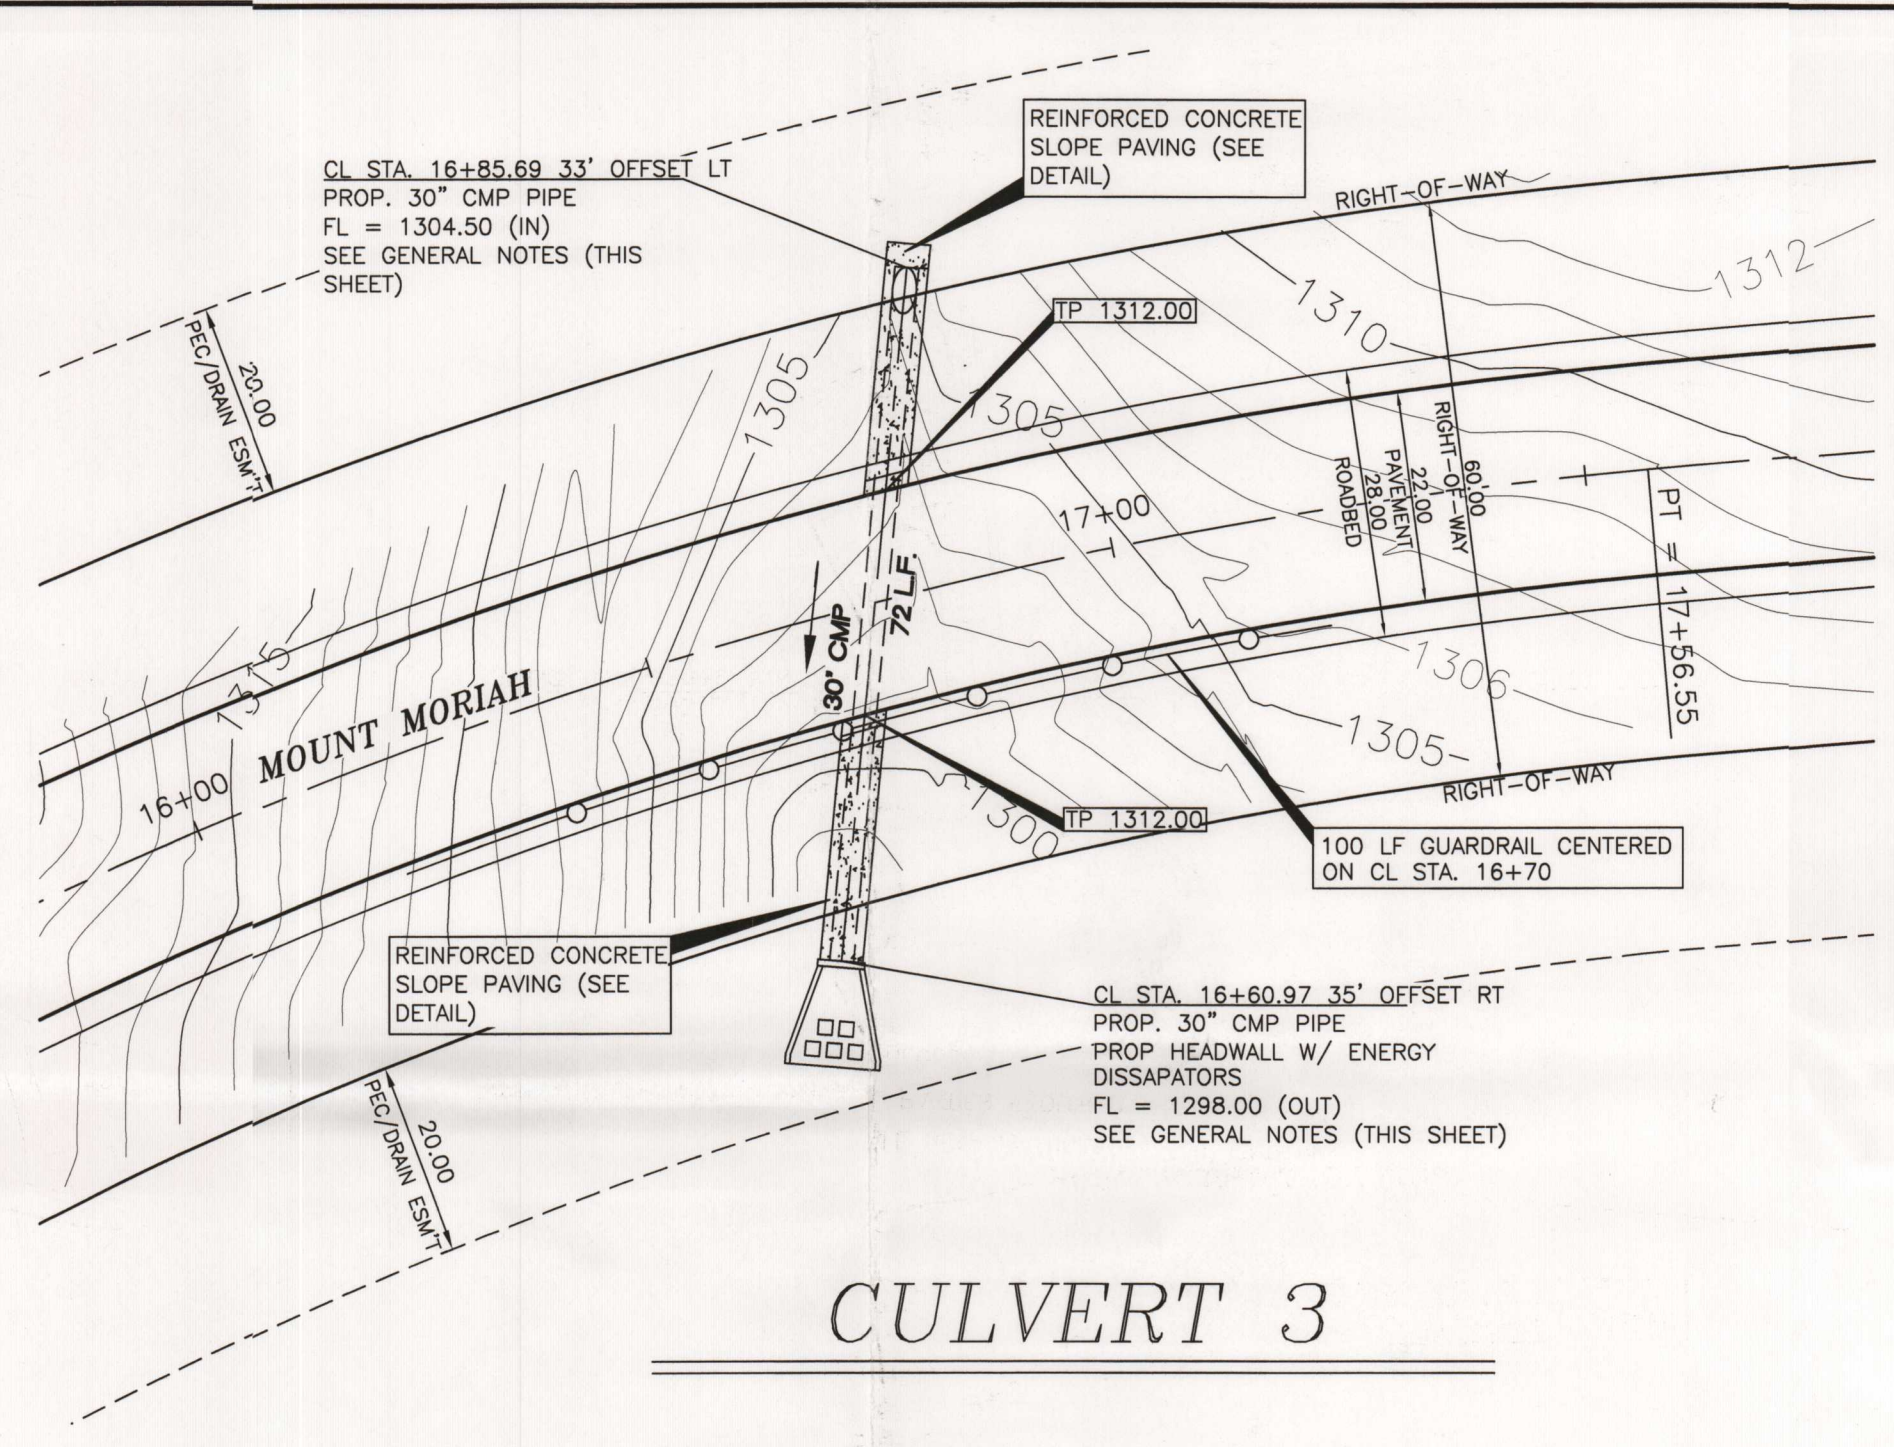 REINFORCED CONCRETE
SLOPE PAVING (SEE
DETAIL)
CL STA. 16+85.69 33' OFFSET LT
PROP. 30" CMP PIPE
FL = 1304.50 (IN)
SEE GENERAL NOTES (THIS
SHEET)
RIGHT-OF-WAY
1312
1310
TP 1312.00
20.00
PEC/DRAIN ESM'T
1305
1305
17+00
60.00
RIGHT-OF-WAY
22.00
PAVEMENT
28.00
ROADBED
PT = 17+56.55
72 L.F.
30" CMP
1315
MOUNT MORIAH
16+00
1306
1305
RIGHT-OF-WAY
1300
TP 1312.00
100 LF GUARDRAIL CENTERED
ON CL STA. 16+70
REINFORCED CONCRETE
SLOPE PAVING (SEE
DETAIL)
CL STA. 16+60.97 35' OFFSET RT
PROP. 30" CMP PIPE
PROP HEADWALL W/ ENERGY
DISSAPATORS
FL = 1298.00 (OUT)
SEE GENERAL NOTES (THIS SHEET)
20.00
PEC/DRAIN ESM'T
CULVERT 3